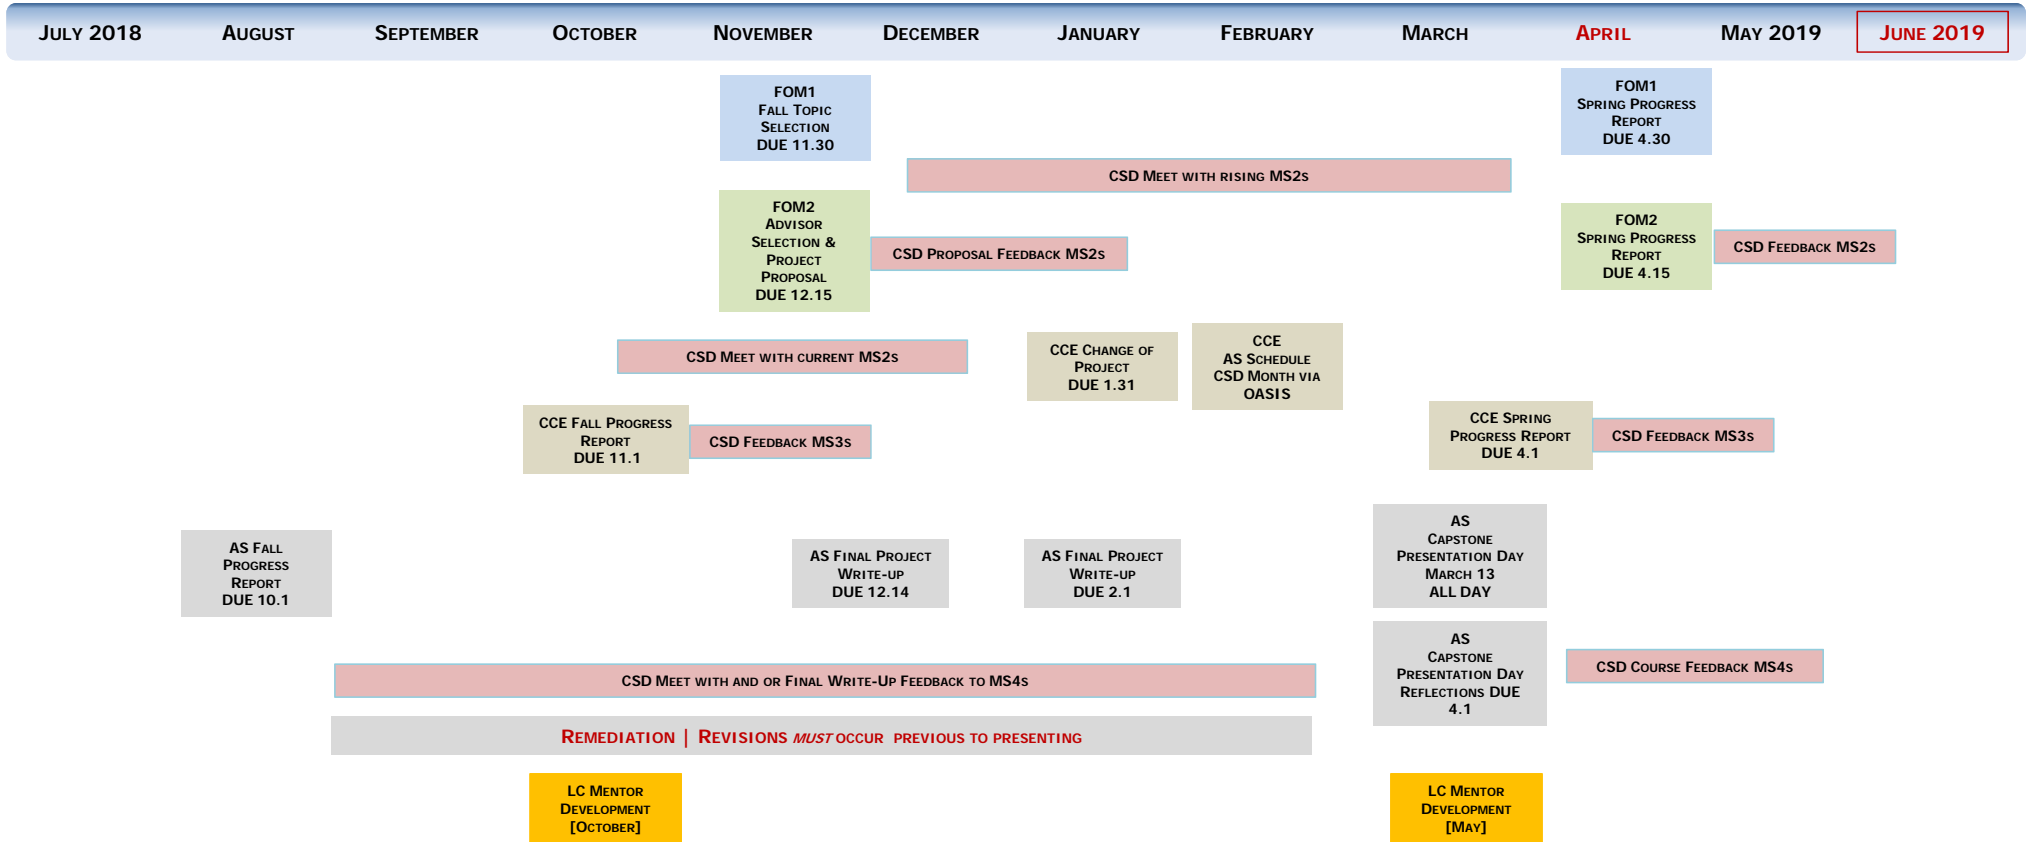 JULY 2018 AUGUST SEPTEMBER OCTOBER NOVEMBER DECEMBER JANUARY FEBRUARY MARCH APRIL MAY 2019 JUNE 2019
FOM1
FALL TOPIC
SELECTION
DUE 11.30
FOM1
SPRING PROGRESS
REPORT
DUE 4.30
CSD MEET WITH RISING MS2S
FOM2
ADVISOR
SELECTION &
PROJECT
PROPOSAL
DUE 12.15
CSD PROPOSAL FEEDBACK MS2S
FOM2
SPRING PROGRESS
REPORT
DUE 4.15
CSD FEEDBACK MS2S
CSD MEET WITH CURRENT MS2S
CCE CHANGE OF
PROJECT
DUE 1.31
CCE
AS SCHEDULE
CSD MONTH VIA
OASIS
CCE FALL PROGRESS
REPORT
DUE 11.1
CSD FEEDBACK MS3S
CCE SPRING
PROGRESS REPORT
DUE 4.1
CSD FEEDBACK MS3S
AS FALL
PROGRESS
REPORT
DUE 10.1
AS FINAL PROJECT
WRITE-UP
DUE 12.14
AS FINAL PROJECT
WRITE-UP
DUE 2.1
AS
CAPSTONE
PRESENTATION DAY
MARCH 13
ALL DAY
CSD MEET WITH AND OR FINAL WRITE-UP FEEDBACK TO MS4S
AS
CAPSTONE
PRESENTATION DAY
REFLECTIONS DUE
4.1
CSD COURSE FEEDBACK MS4S
REMEDIATION | REVISIONS MUST OCCUR PREVIOUS TO PRESENTING
LC MENTOR
DEVELOPMENT
[OCTOBER]
LC MENTOR
DEVELOPMENT
[MAY]